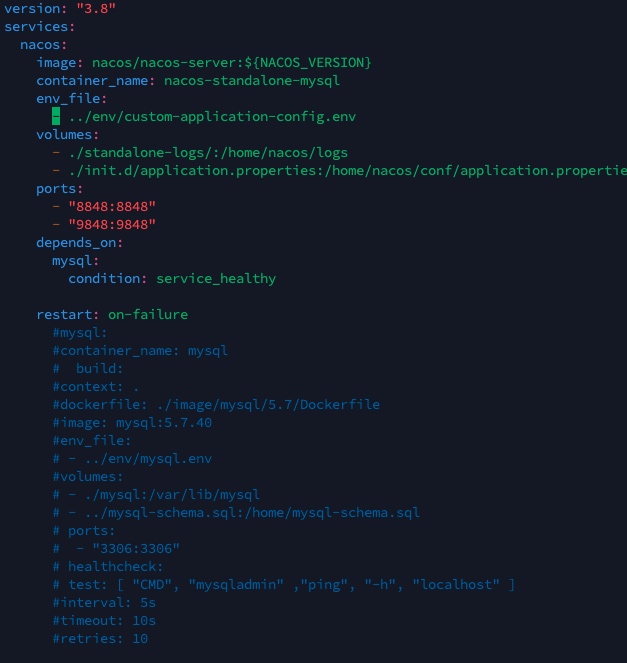 version: "3.8"
services:
  nacos:
    image: nacos/nacos-server:${NACOS_VERSION}
    container_name: nacos-standalone-mysql
    env_file:
      - ../env/custom-application-config.env
    volumes:
      - ./standalone-logs/:/home/nacos/logs
      - ./init.d/application.properties:/home/nacos/conf/application.propertie
    ports:
      - "8848:8848"
      - "9848:9848"
    depends_on:
      mysql:
        condition: service_healthy

    restart: on-failure
      #mysql:
      #container_name: mysql
      #  build:
      #context: .
      #dockerfile: ./image/mysql/5.7/Dockerfile
      #image: mysql:5.7.40
      #env_file:
      # - ../env/mysql.env
      #volumes:
      # - ./mysql:/var/lib/mysql
      # - ../mysql-schema.sql:/home/mysql-schema.sql
      # ports:
      #  - "3306:3306"
      # healthcheck:
      # test: [ "CMD", "mysqladmin" ,"ping", "-h", "localhost" ]
      #interval: 5s
      #timeout: 10s
      #retries: 10